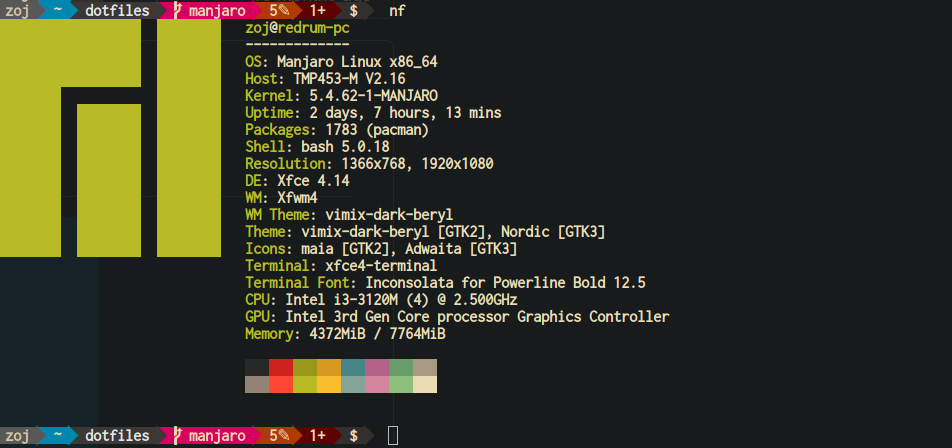 zoj ~ dotfiles manjaro 5✎ 1+ $ nf
zoj@redrum-pc
-------------
OS: Manjaro Linux x86_64
Host: TMP453-M V2.16
Kernel: 5.4.62-1-MANJARO
Uptime: 2 days, 7 hours, 13 mins
Packages: 1783 (pacman)
Shell: bash 5.0.18
Resolution: 1366x768, 1920x1080
DE: Xfce 4.14
WM: Xfwm4
WM Theme: vimix-dark-beryl
Theme: vimix-dark-beryl [GTK2], Nordic [GTK3]
Icons: maia [GTK2], Adwaita [GTK3]
Terminal: xfce4-terminal
Terminal Font: Inconsolata for Powerline Bold 12.5
CPU: Intel i3-3120M (4) @ 2.500GHz
GPU: Intel 3rd Gen Core processor Graphics Controller
Memory: 4372MiB / 7764MiB
zoj ~ dotfiles manjaro 5✎ 1+ $